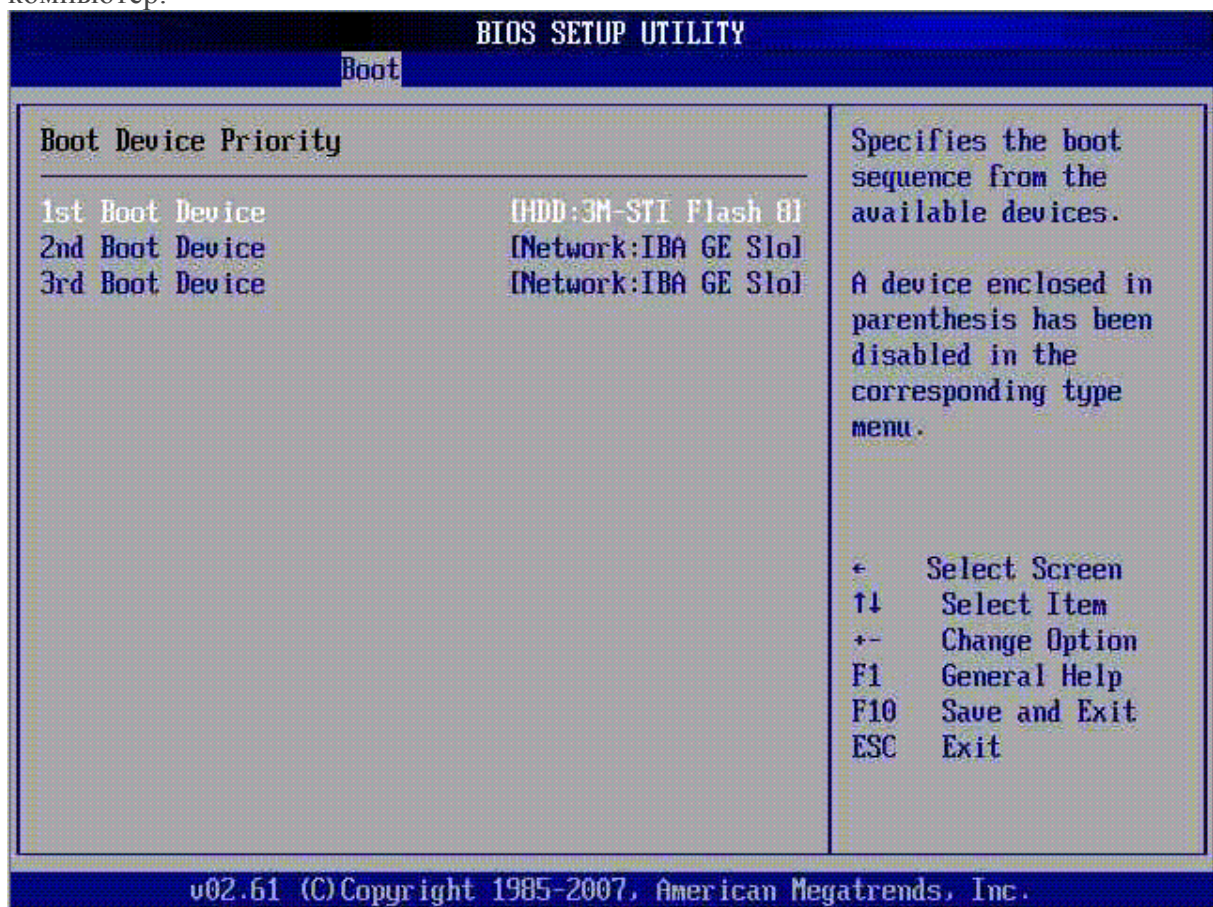 компьютер.
BIOS SETUP UTILITY
Boot
Boot Device Priority
1st Boot Device [HDD:3M-STI Flash 8]
2nd Boot Device [Network:IBA GE Slo]
3rd Boot Device [Network:IBA GE Slo]
Specifies the boot
sequence from the
available devices.
A device enclosed in
parenthesis has been
disabled in the
corresponding type
menu.
← Select Screen
↑↓ Select Item
+- Change Option
F1 General Help
F10 Save and Exit
ESC Exit
v02.61 (C)Copyright 1985-2007, American Megatrends, Inc.